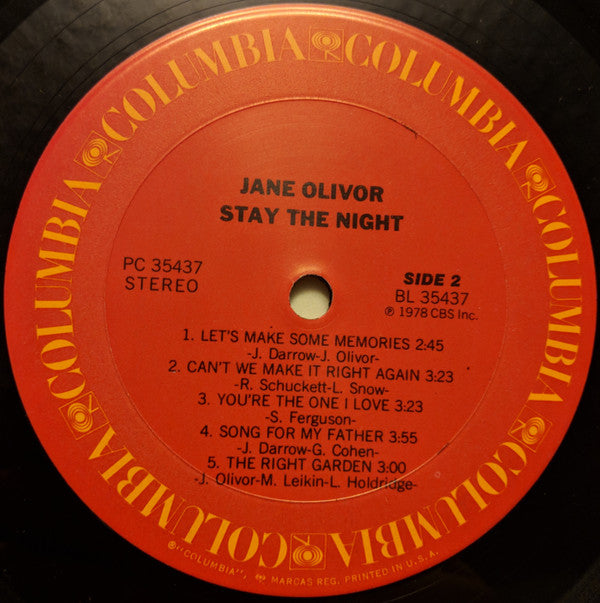 COLUMBIA COLUMBIA COLUMBIA COLUMBIA COLUMBIA COLUMBIA COLUMBIA
JANE OLIVOR
STAY THE NIGHT
PC 35437
STEREO
SIDE 2
BL 35437
℗ 1978 CBS Inc.
1. LET'S MAKE SOME MEMORIES 2:45
-J. Darrow-J. Olivor-
2. CAN'T WE MAKE IT RIGHT AGAIN 3:23
-R. Schuckett-L. Snow-
3. YOU'RE THE ONE I LOVE 3:23
-S. Ferguson-
4. SONG FOR MY FATHER 3:55
-J. Darrow-G. Cohen-
5. THE RIGHT GARDEN 3:00
-J. Olivor-M. Leikin-L. Holdridge-
®"COLUMBIA", MARCAS REG. PRINTED IN U.S.A.